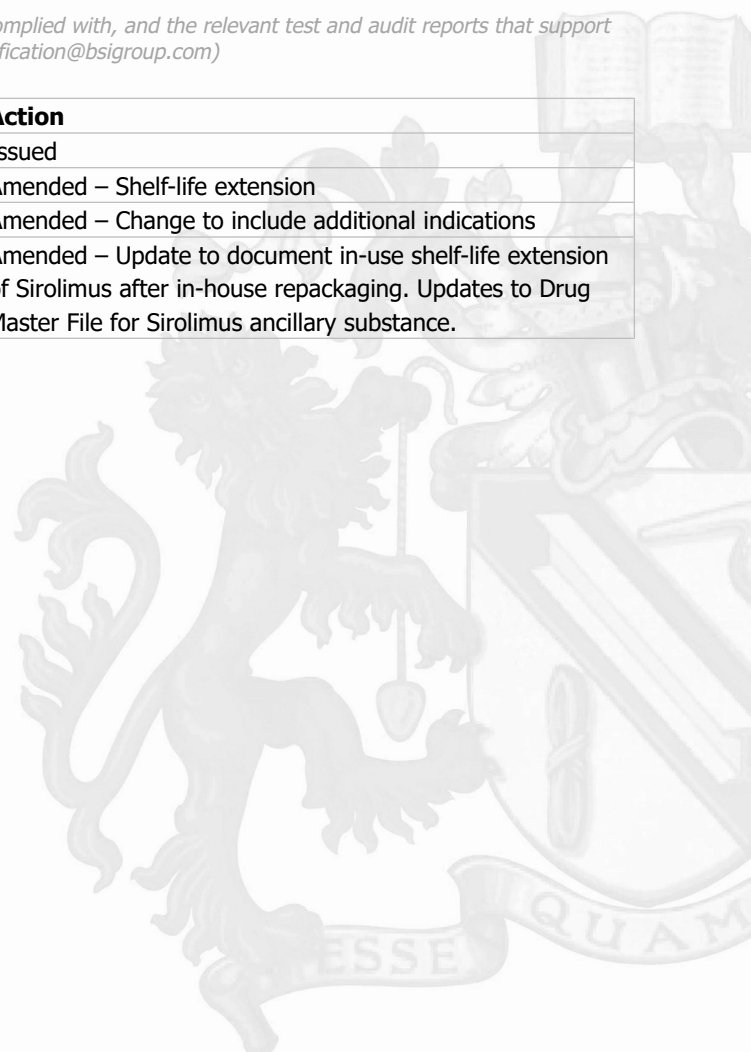 omplied with, and the relevant test and audit reports that support
fication@bsigroup.com)
Action
ssued
Amended – Shelf-life extension
Amended – Change to include additional indications
Amended – Update to document in-use shelf-life extension
of Sirolimus after in-house repackaging. Updates to Drug
Master File for Sirolimus ancillary substance.
ESSE QUAM